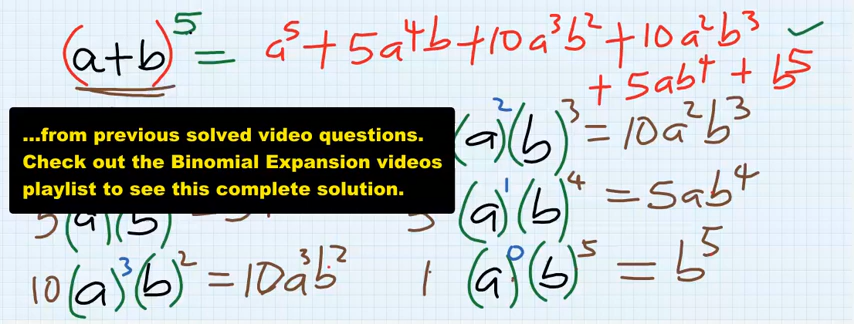 (a+b)⁵ = a⁵ + 5a⁴b + 10a³b² + 10a²b³ ✓
+ 5ab⁴ + b⁵
...from previous solved video questions.
Check out the Binomial Expansion videos
playlist to see this complete solution.
5(a)(b)
10(a)³(b)² = 10a³b²
(a)²(b)³ = 10a²b³
5 (a)¹(b)⁴ = 5ab⁴
1 (a)⁰(b)⁵ = b⁵